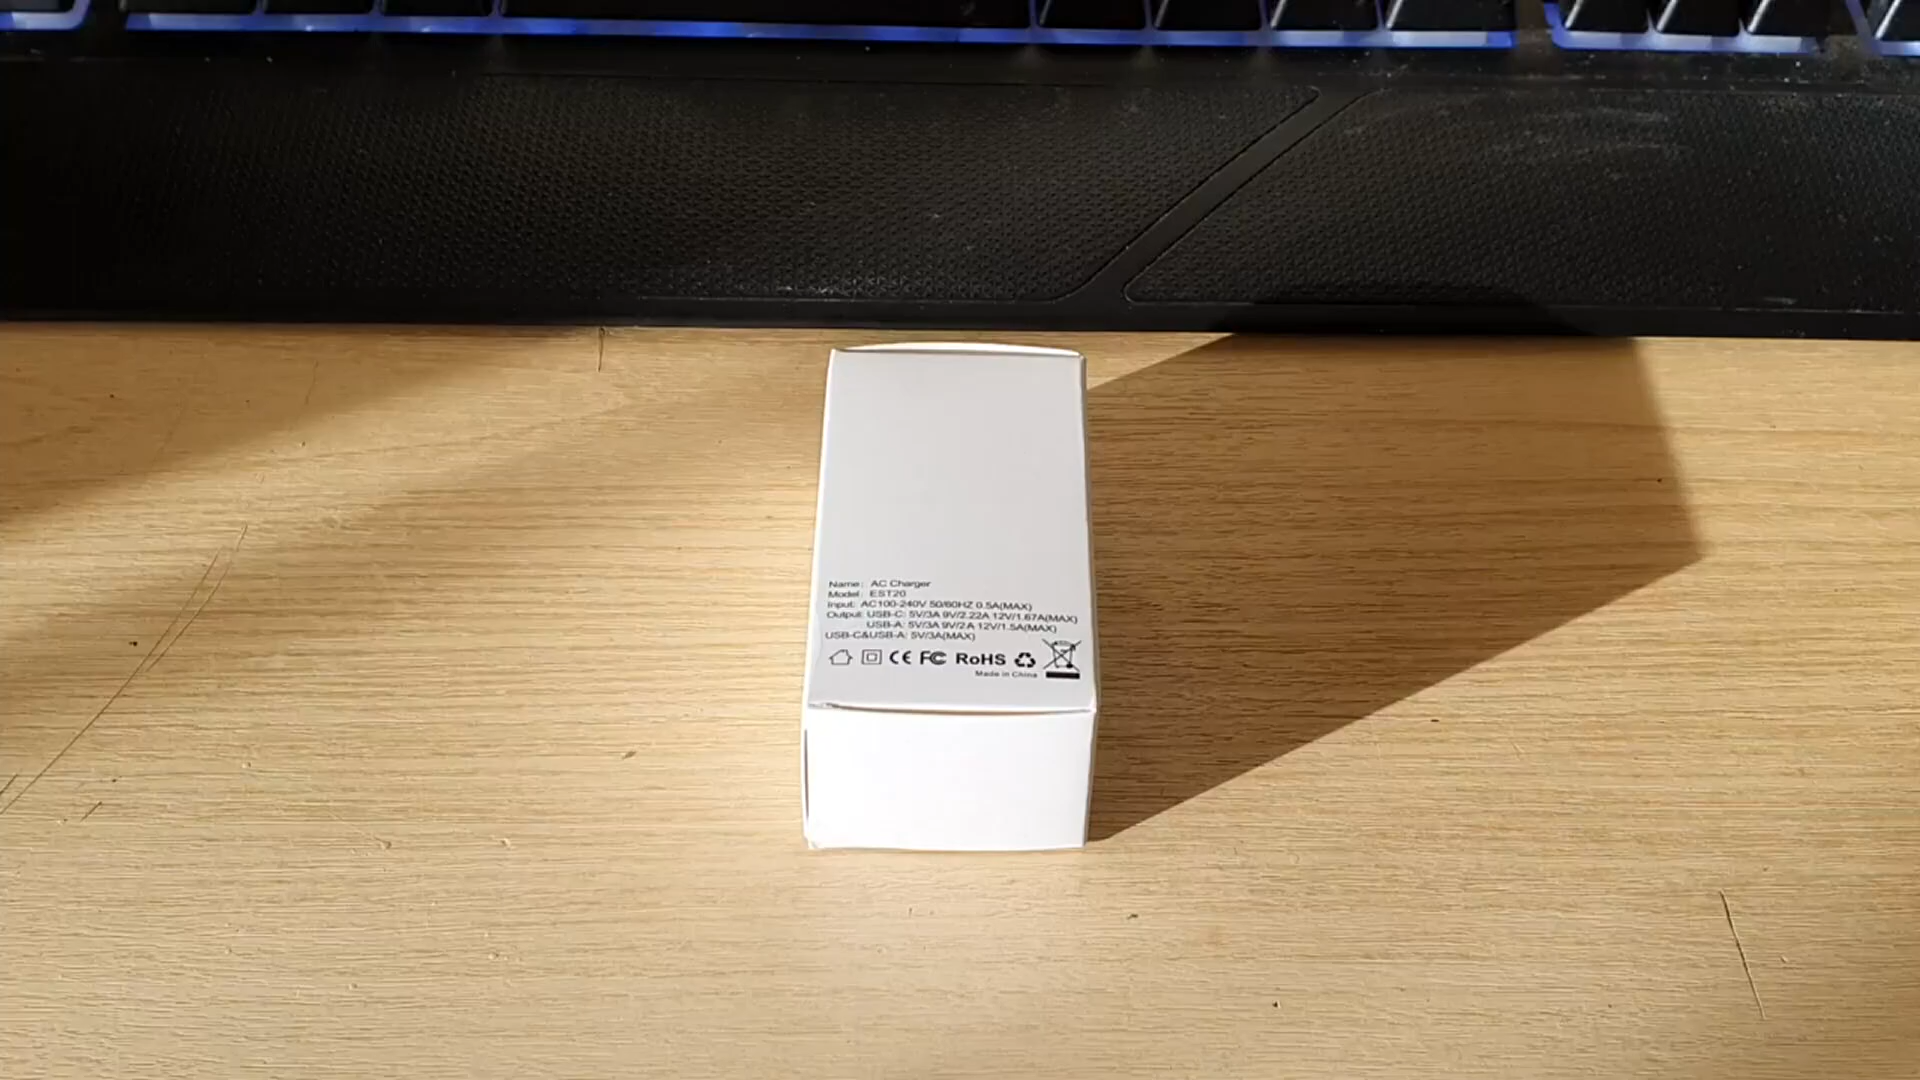 Name: AC Charger
Model: EST20
Input: AC100-240V 50/60HZ 0.5A(MAX)
Output: USB-C: 5V/3A 9V/2.22A 12V/1.67A(MAX)
USB-A: 5V/3A 9V/2A 12V/1.5A(MAX)
USB-C&USB-A: 5V/3A(MAX)
CE FC RoHS
Made in China